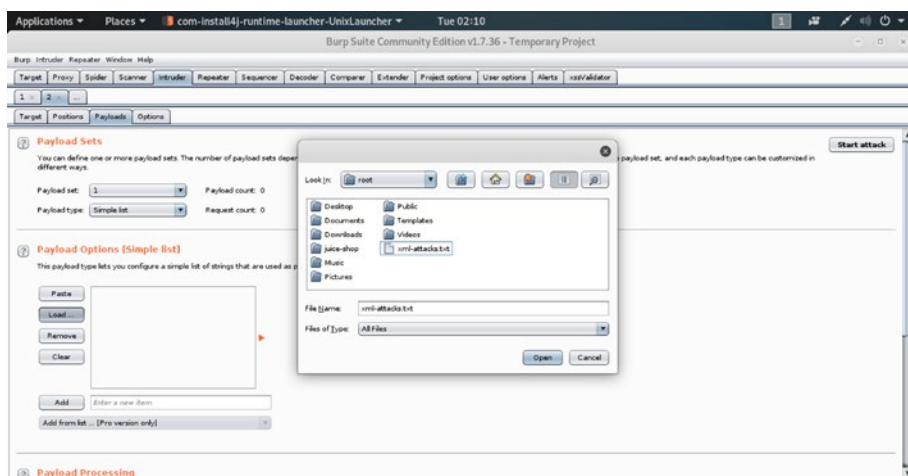 Applications Places com-install4j-runtime-launcher-UnixLauncher Tue 02:10 1
Burp Suite Community Edition v1.7.36 - Temporary Project
Burp Intruder Repeater Window Help
Target Proxy Spider Scanner Intruder Repeater Sequencer Decoder Comparer Extender Project options User options Alerts xssValidator
1 × 2 × ...
Target Positions Payloads Options
? Payload Sets
Start attack
You can define one or more payload sets. The number of payload sets depen
payload set, and each payload type can be customized in
different ways.
Payload set: 1 Payload count: 0
Payload type: Simple list Request count: 0
? Payload Options [Simple list]
This payload type lets you configure a simple list of strings that are used as p
Paste
Load ...
Remove
Clear
Add Enter a new item
Add from list ... [Pro version only]
? Payload Processing
Look In: root
Desktop
Documents
Downloads
juice-shop
Music
Pictures
Public
Templates
Videos
xml-attacks.txt
File Name: xml-attacks.txt
Files of Type: All Files
Open Cancel